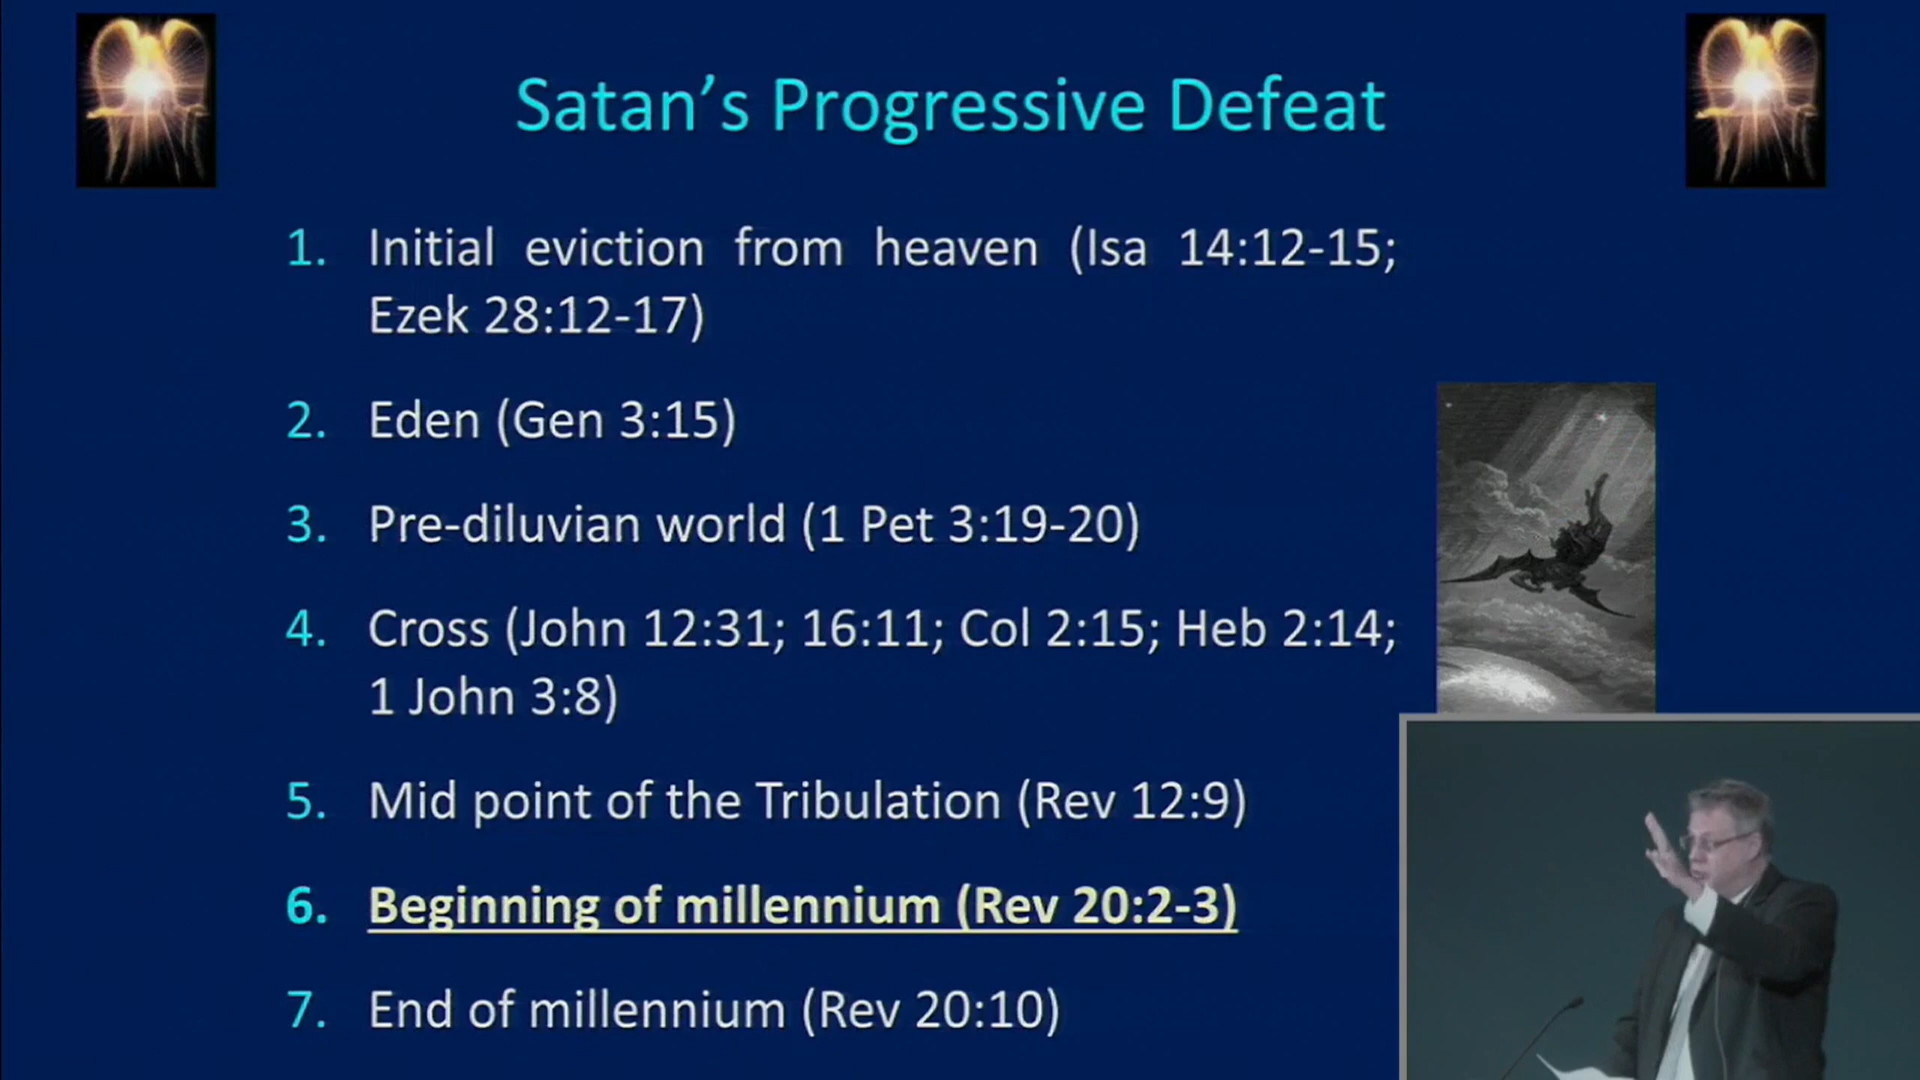 Satan’s Progressive Defeat
1. Initial eviction from heaven (Isa 14:12-15;
Ezek 28:12-17)
2. Eden (Gen 3:15)
3. Pre-diluvian world (1 Pet 3:19-20)
4. Cross (John 12:31; 16:11; Col 2:15; Heb 2:14;
1 John 3:8)
5. Mid point of the Tribulation (Rev 12:9)
6. Beginning of millennium (Rev 20:2-3)
7. End of millennium (Rev 20:10)